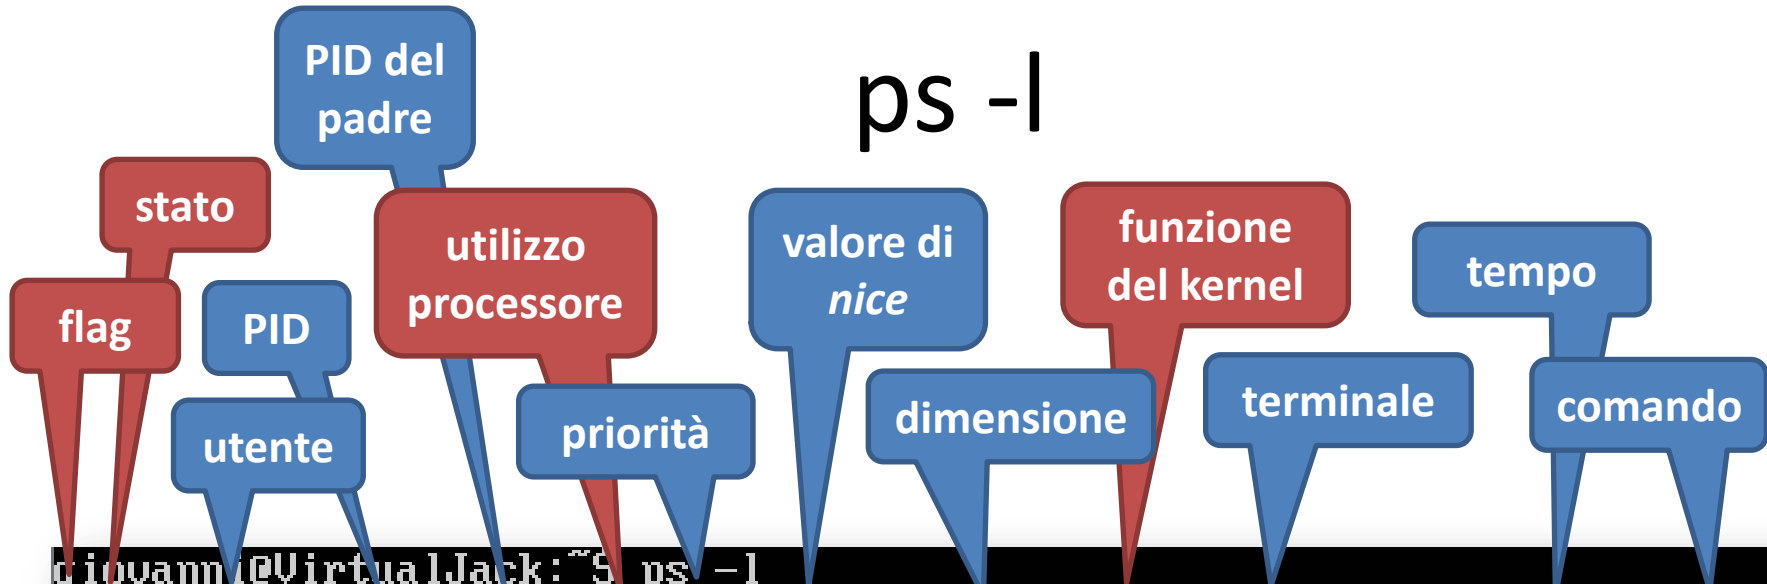 ps -l
PID del
padre
stato
utilizzo
processore
valore di
nice
funzione
del kernel
tempo
flag
PID
utente
priorità
dimensione
terminale
comando
giovanni@VirtualJack:~$ ps -l